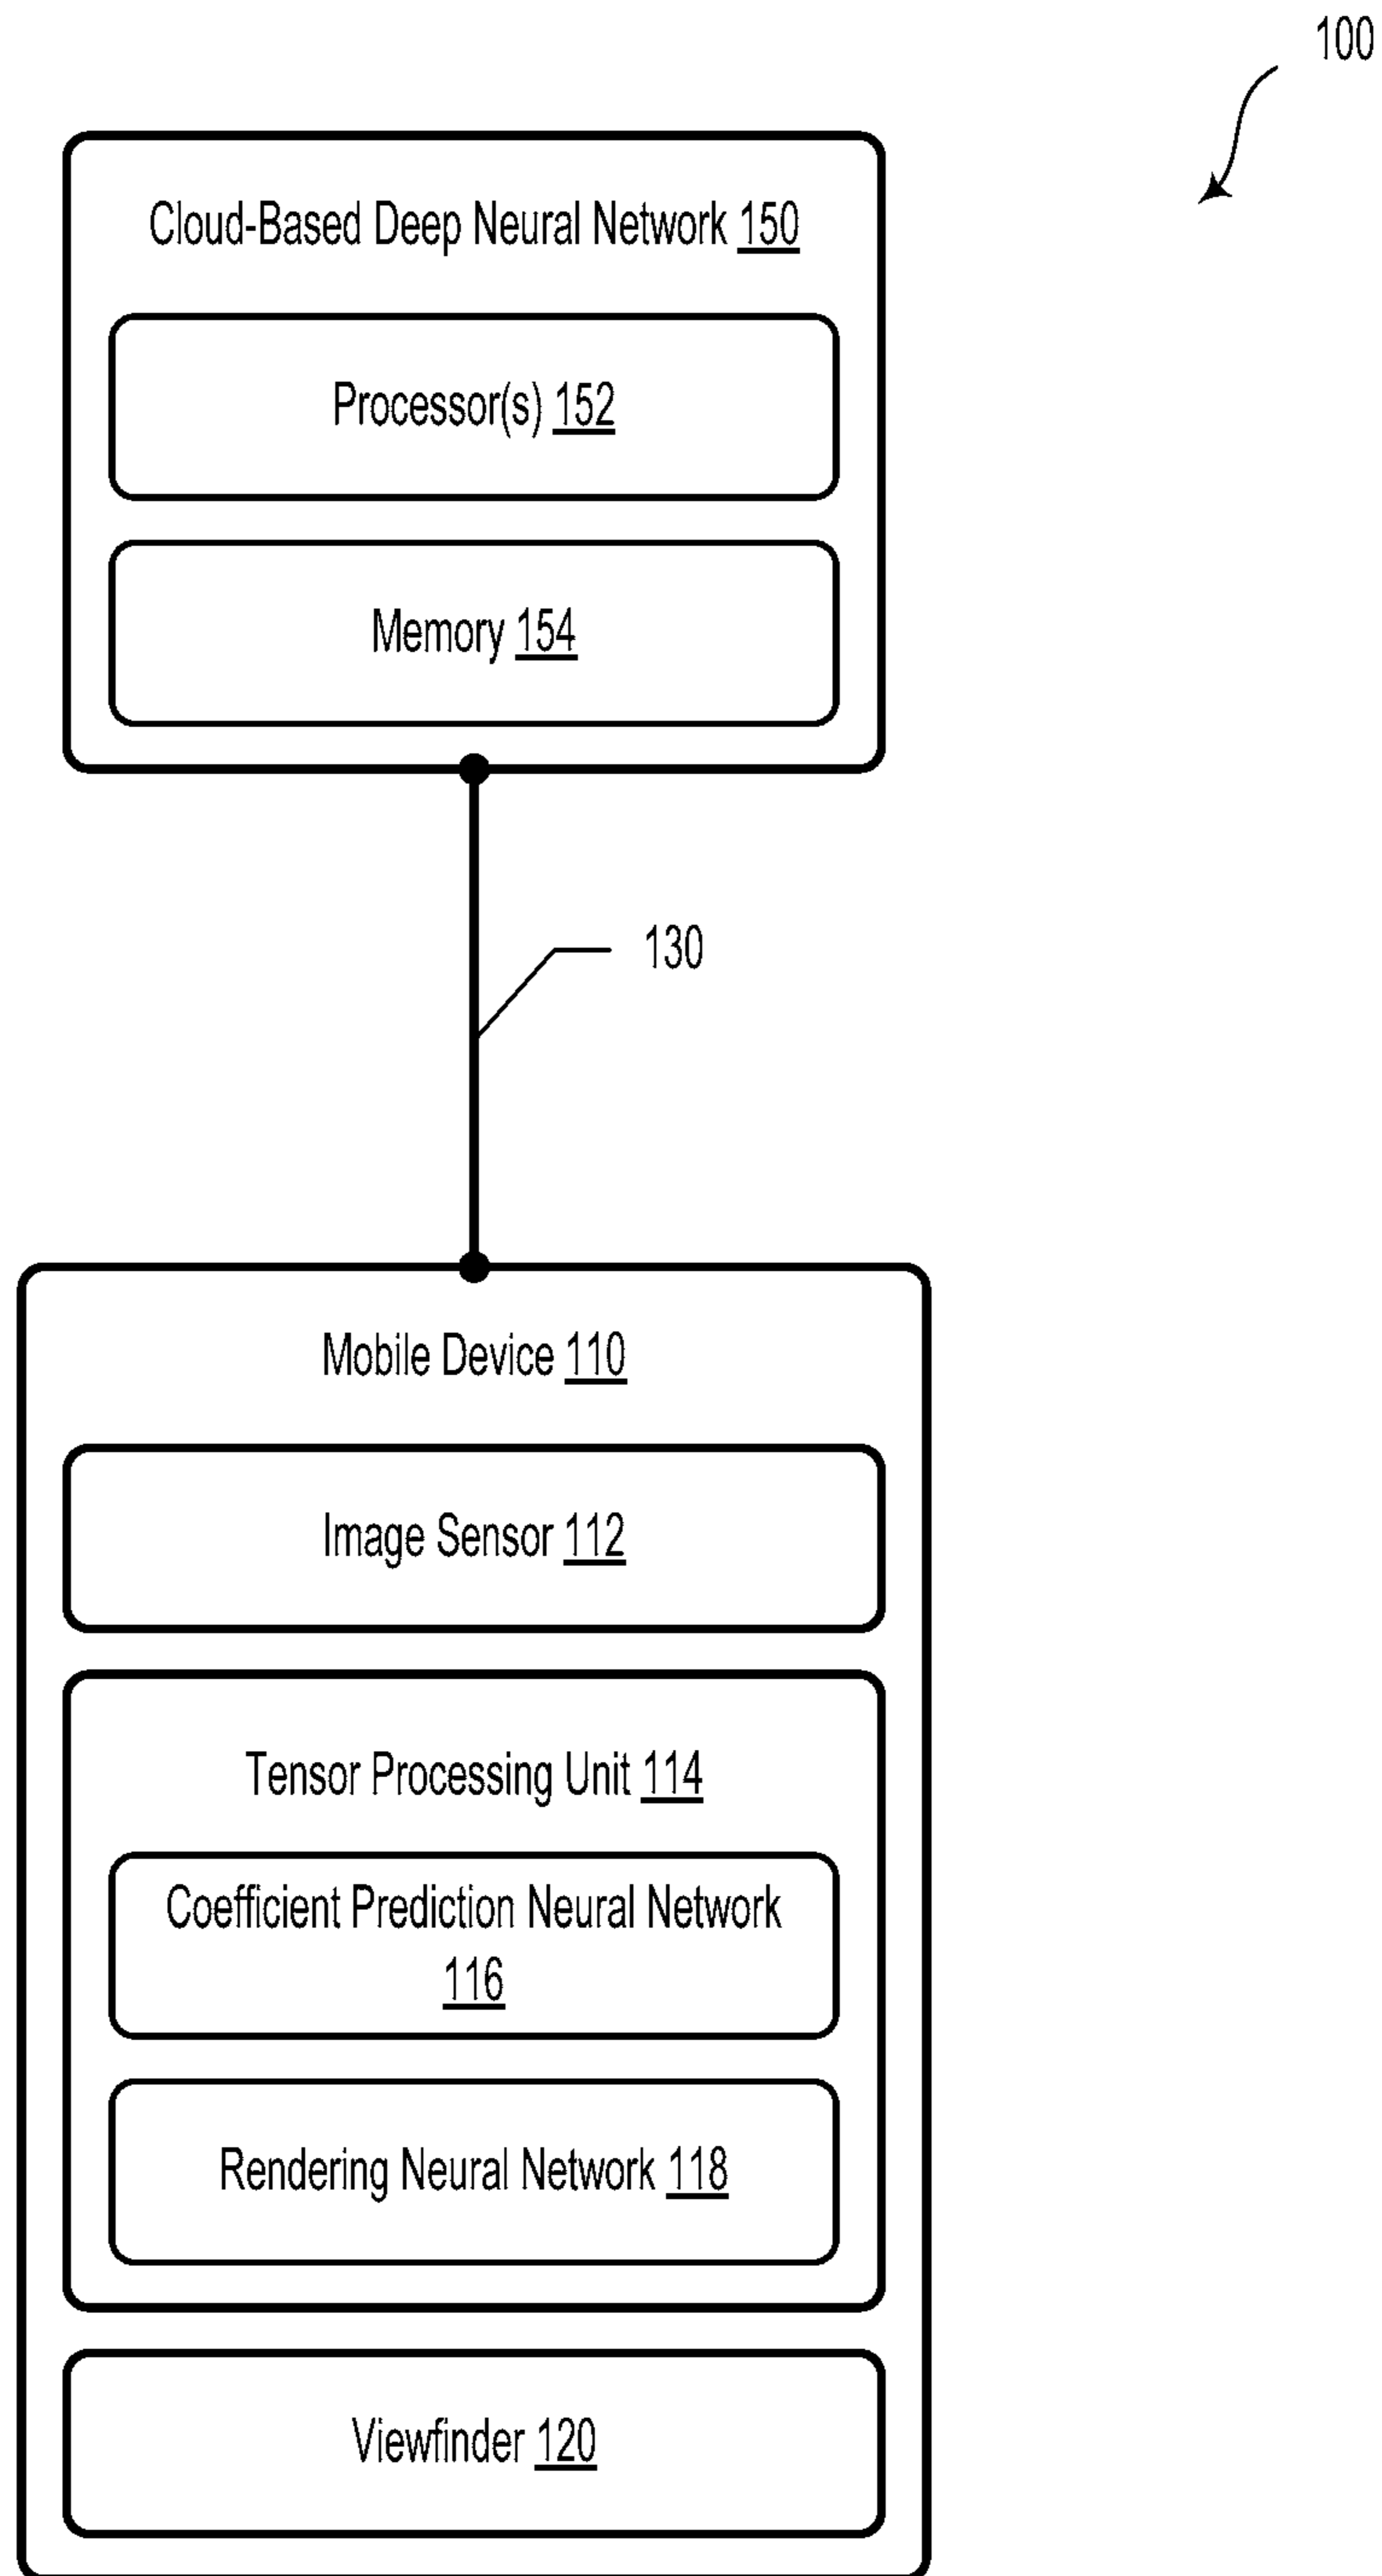 100
Cloud-Based Deep Neural Network 150
Processor(s) 152
Memory 154
130
Mobile Device 110
Image Sensor 112
Tensor Processing Unit 114
Coefficient Prediction Neural Network
116
Rendering Neural Network 118
Viewfinder 120